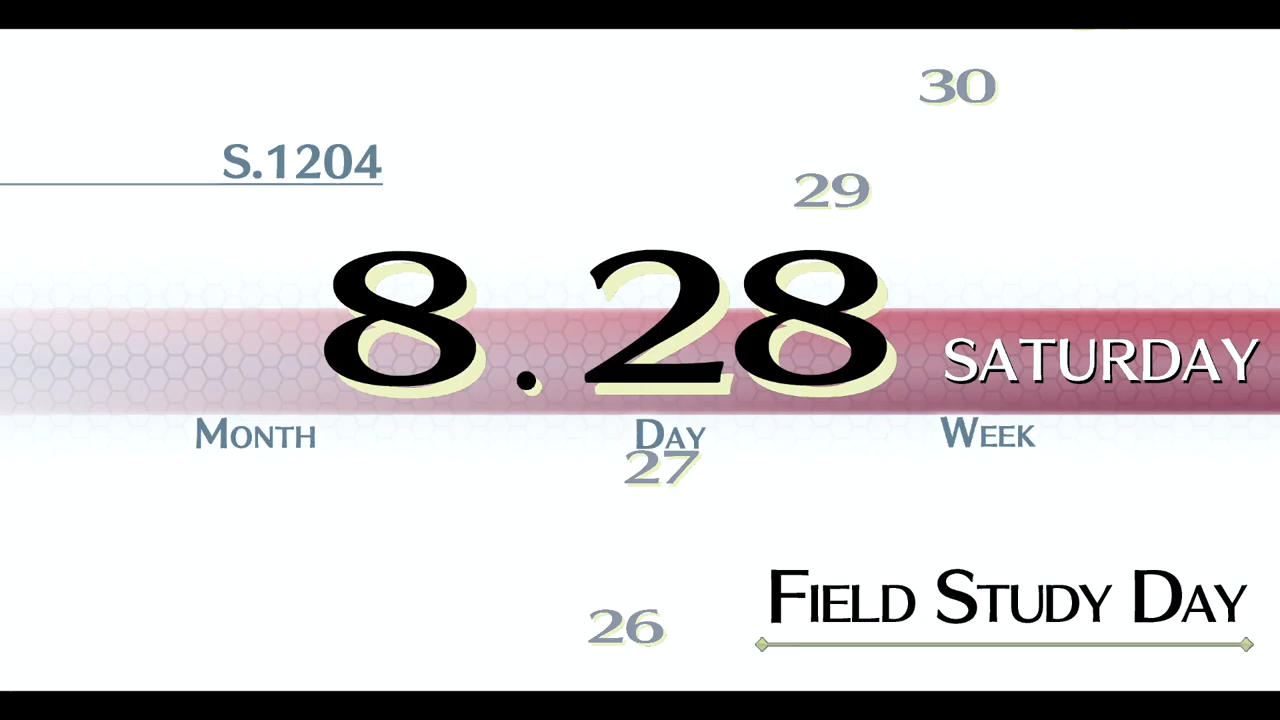 30
S.1204
29
8.28
SATURDAY
MONTH
DAY
WEEK
27
FIELD STUDY DAY
26